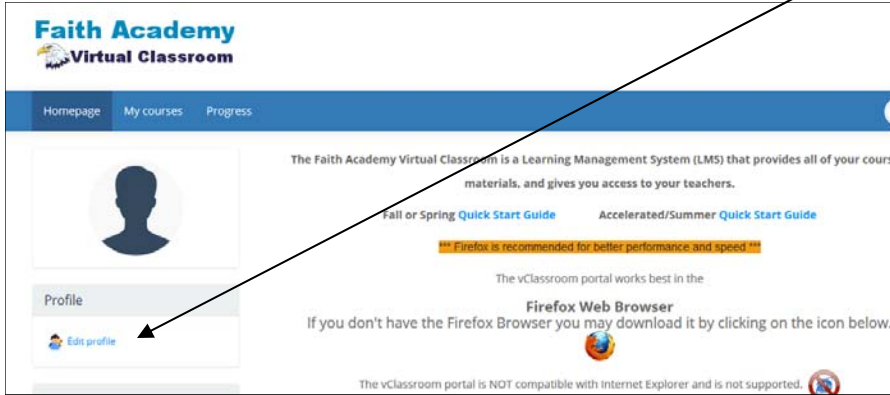 Faith Academy
Virtual Classroom
Homepage My courses Progress
The Faith Academy Virtual Classroom is a Learning Management System (LMS) that provides all of your cours
materials, and gives you access to your teachers.
Fall or Spring Quick Start Guide Accelerated/Summer Quick Start Guide
*** Firefox is recommended for better performance and speed ***
The vClassroom portal works best in the
Profile
Firefox Web Browser
If you don't have the Firefox Browser you may download it by clicking on the icon below.
Edit profile
The vClassroom portal is NOT compatible with Internet Explorer and is not supported.